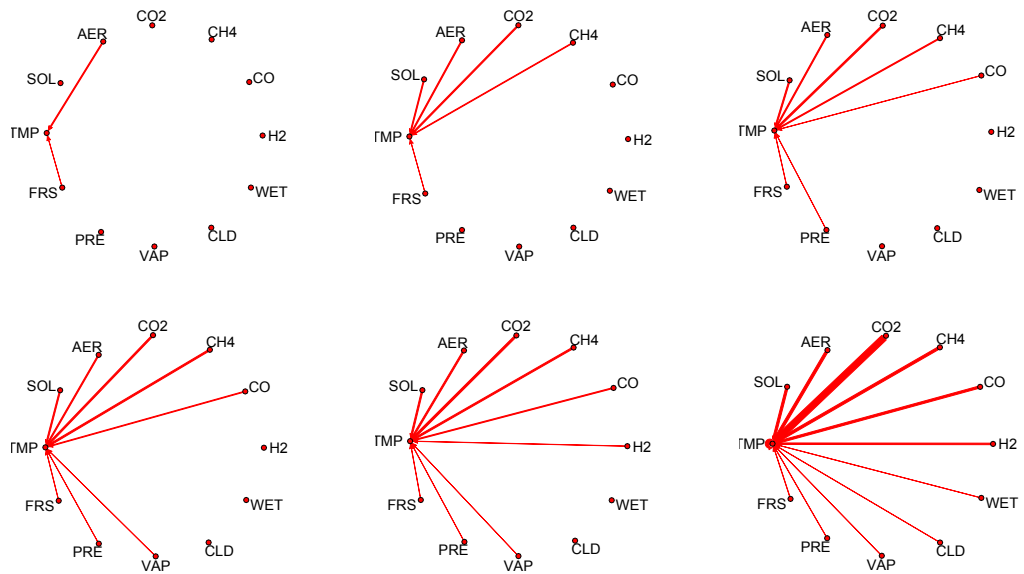 CO2
AER
CH4
SOL
CO
TMP
H2
FRS
WET
PRE
CLD
VAP
CO2
AER
CH4
SOL
CO
TMP
H2
FRS
WET
PRE
CLD
VAP
CO2
AER
CH4
SOL
CO
TMP
H2
FRS
WET
PRE
CLD
VAP
CO2
AER
CH4
SOL
CO
TMP
H2
FRS
WET
PRE
CLD
VAP
CO2
AER
CH4
SOL
CO
TMP
H2
FRS
WET
PRE
CLD
VAP
CO2
AER
CH4
SOL
CO
TMP
H2
FRS
WET
PRE
CLD
VAP